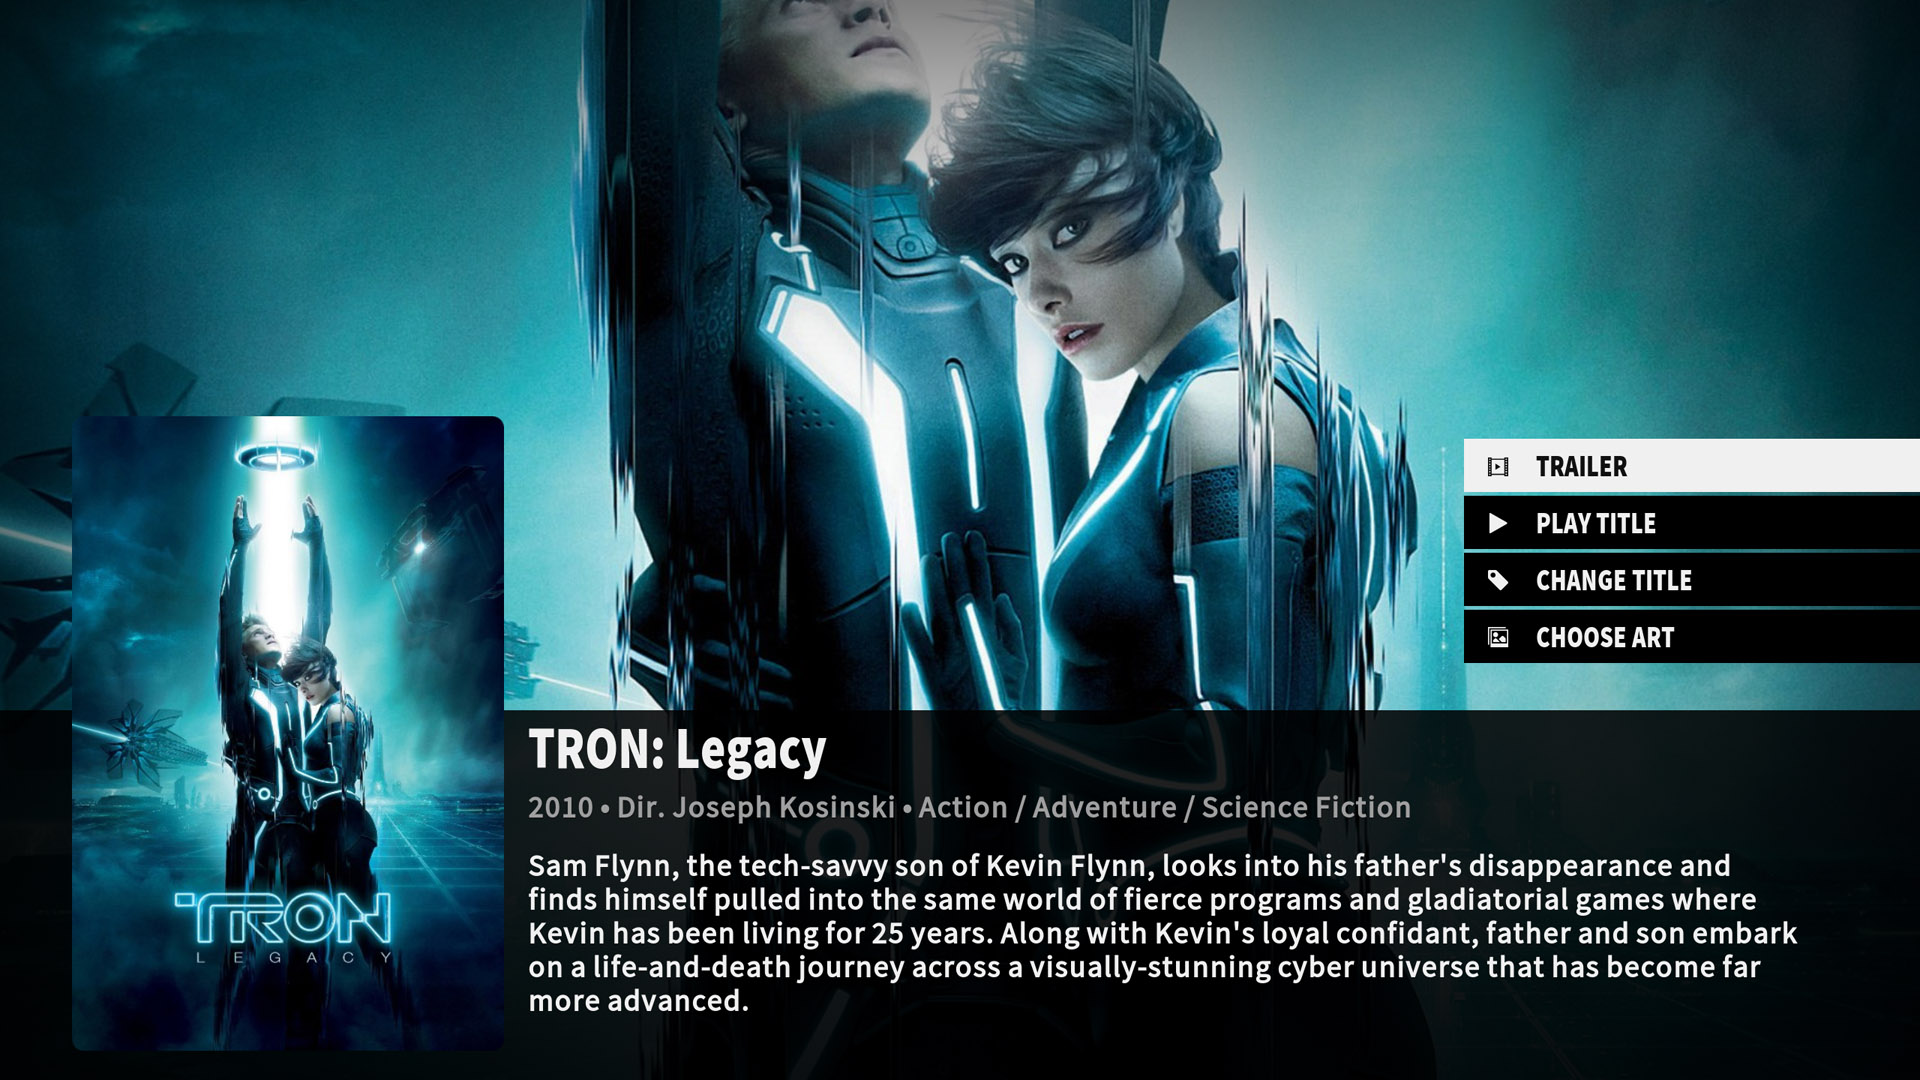 TRAILER
PLAY TITLE
CHANGE TITLE
CHOOSE ART
TRON
LEGACY
TRON: Legacy
2010 • Dir. Joseph Kosinski • Action / Adventure / Science Fiction
Sam Flynn, the tech-savvy son of Kevin Flynn, looks into his father's disappearance and
finds himself pulled into the same world of fierce programs and gladiatorial games where
Kevin has been living for 25 years. Along with Kevin's loyal confidant, father and son embark
on a life-and-death journey across a visually-stunning cyber universe that has become far
more advanced.